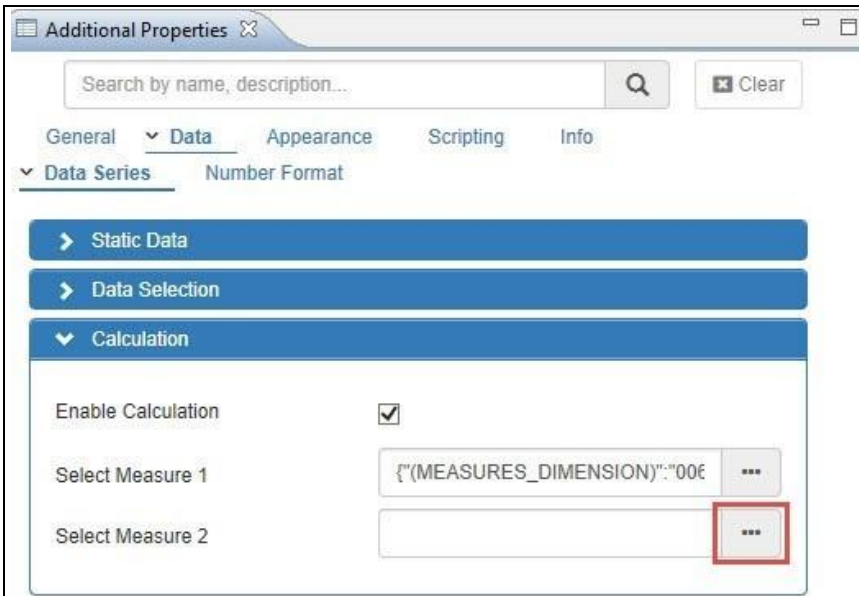 Additional Properties
Search by name, description...
Clear
General Data Appearance Scripting Info
Data Series Number Format
Static Data
Data Selection
Calculation
Enable Calculation
Select Measure 1 {"(MEASURES_DIMENSION)":"006 ...
Select Measure 2 ...